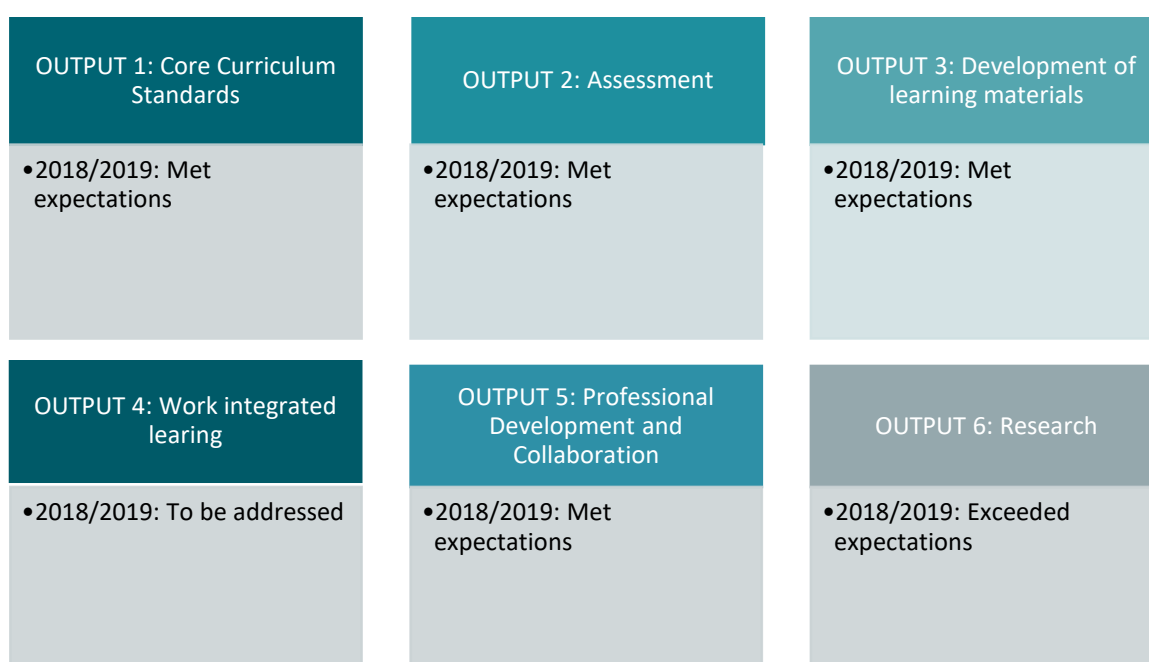 OUTPUT 1: Core Curriculum
Standards
•2018/2019: Met
expectations
OUTPUT 2: Assessment
•2018/2019: Met
expectations
OUTPUT 3: Development of
learning materials
•2018/2019: Met
expectations
OUTPUT 4: Work integrated
learing
•2018/2019: To be addressed
OUTPUT 5: Professional
Development and
Collaboration
•2018/2019: Met
expectations
OUTPUT 6: Research
•2018/2019: Exceeded
expectations